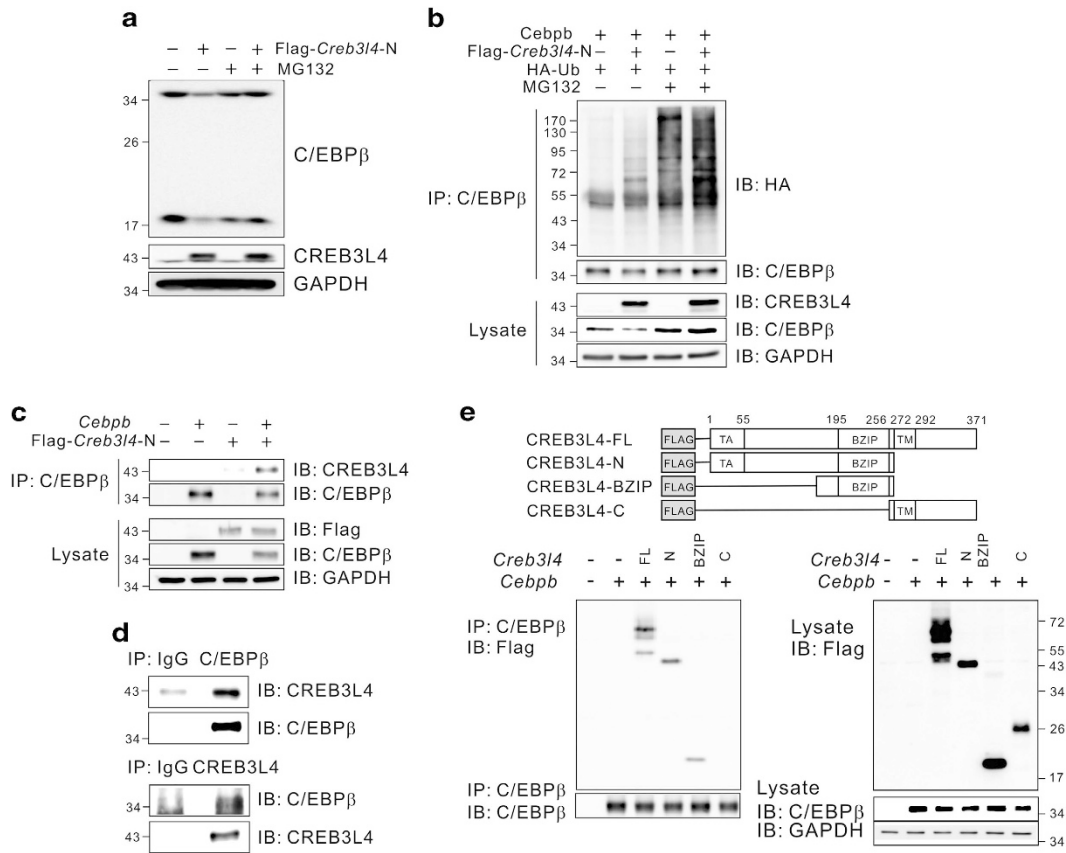 a
− + − + Flag-Creb3l4-N
− − + + MG132
34
26
17
C/EBPβ
43
CREB3L4
34
GAPDH
b
Cebpb + + + +
Flag-Creb3l4-N − + − +
HA-Ub + + + +
MG132 − − + +
170
130
95
72
55
43
34
IP: C/EBPβ
IB: HA
34
IB: C/EBPβ
Lysate
43
IB: CREB3L4
34
IB: C/EBPβ
34
IB: GAPDH
c
Cebpb − + − +
Flag-Creb3l4-N − − + +
IP: C/EBPβ
43
IB: CREB3L4
34
IB: C/EBPβ
Lysate
43
IB: Flag
34
IB: C/EBPβ
IB: GAPDH
d
IP: IgG C/EBPβ
43
IB: CREB3L4
34
IB: C/EBPβ
IP: IgG CREB3L4
34
IB: C/EBPβ
43
IB: CREB3L4
e
1 55 195 256 272 292 371
CREB3L4-FL FLAG TA BZIP TM
CREB3L4-N FLAG TA BZIP
CREB3L4-BZIP FLAG BZIP
CREB3L4-C FLAG TM
Creb3l4 - - FL N BZIP C
Cebpb - + + + + +
IP: C/EBPβ
IB: Flag
IP: C/EBPβ
IB: C/EBPβ
Creb3l4 - - FL N BZIP C
Cebpb - + + + + +
Lysate
IB: Flag
72
55
43
34
26
17
Lysate
IB: C/EBPβ
34
IB: GAPDH
34